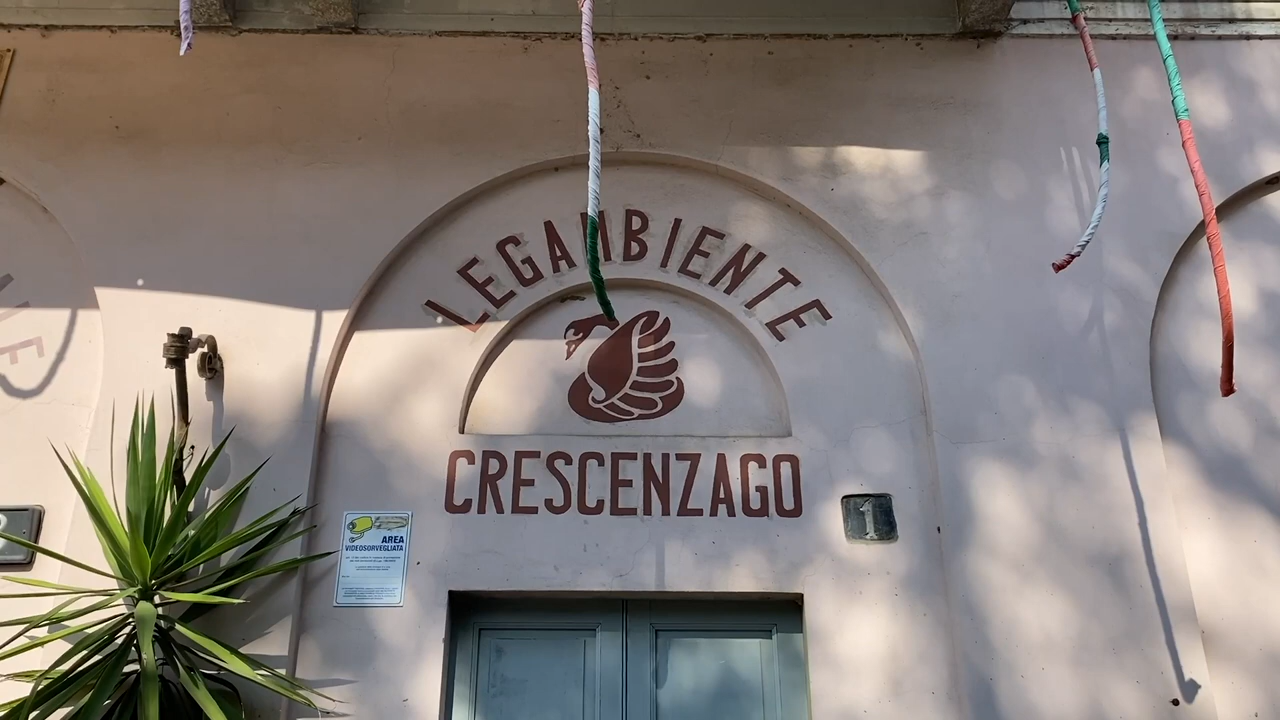 LEGAMBIENTE
CRESCENZAGO
1
AREA
VIDEOSORVEGLIATA